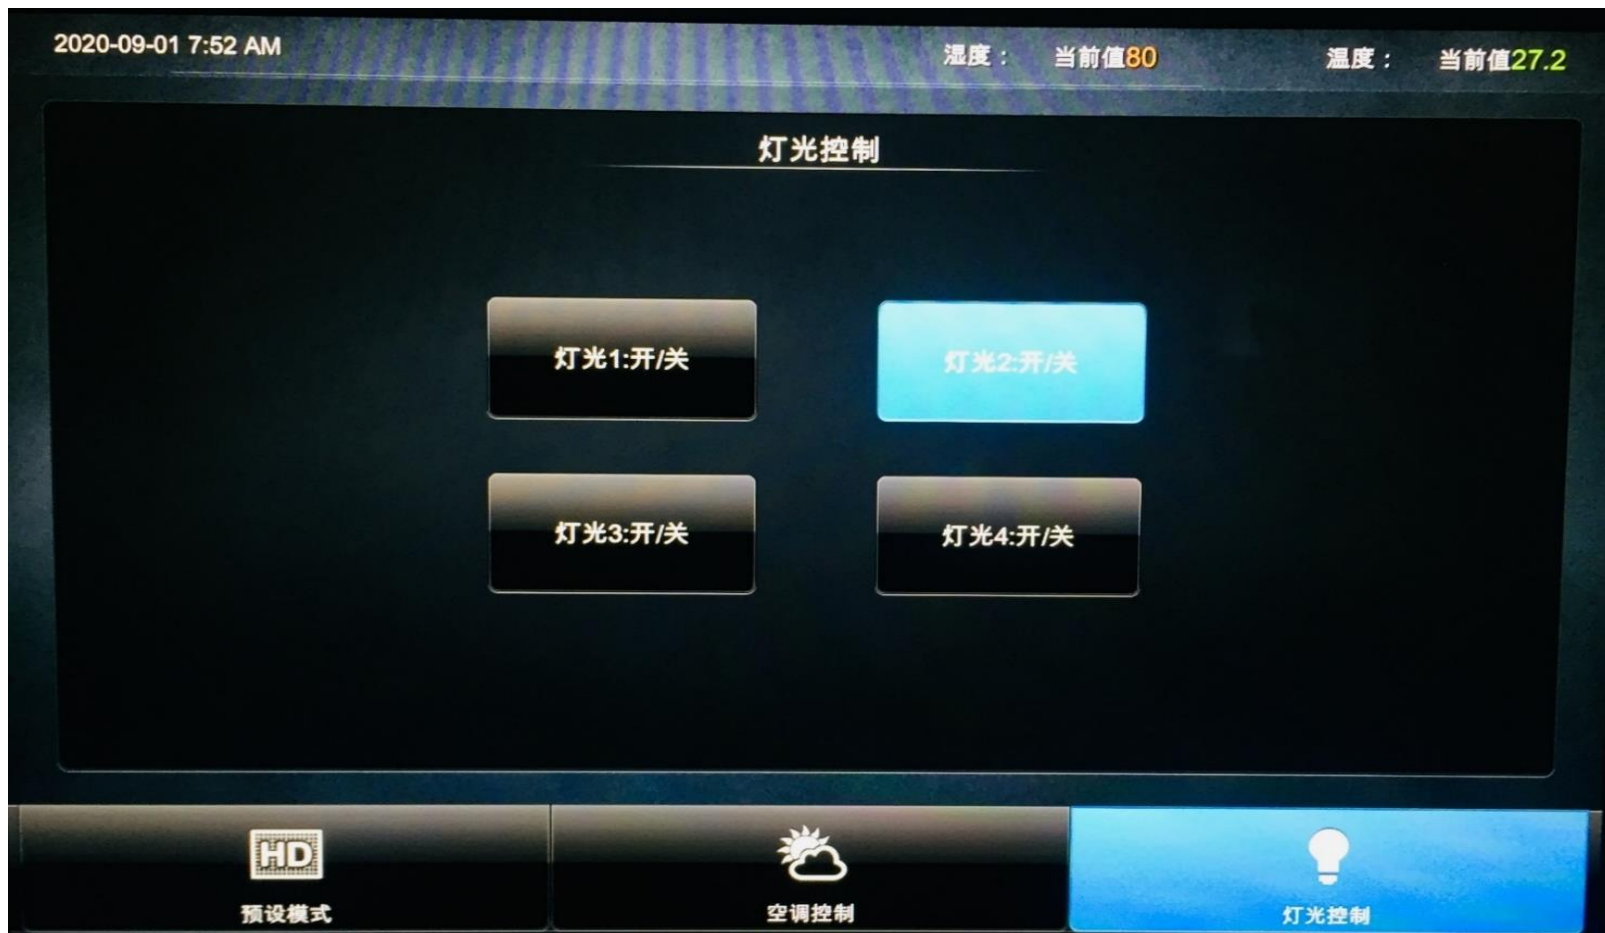 2020-09-01 7:52 AM
湿度： 当前值80
温度： 当前值27.2
灯光控制
灯光1:开/关
灯光2:开/关
灯光3:开/关
灯光4:开/关
HD
预设模式
空调控制
灯光控制